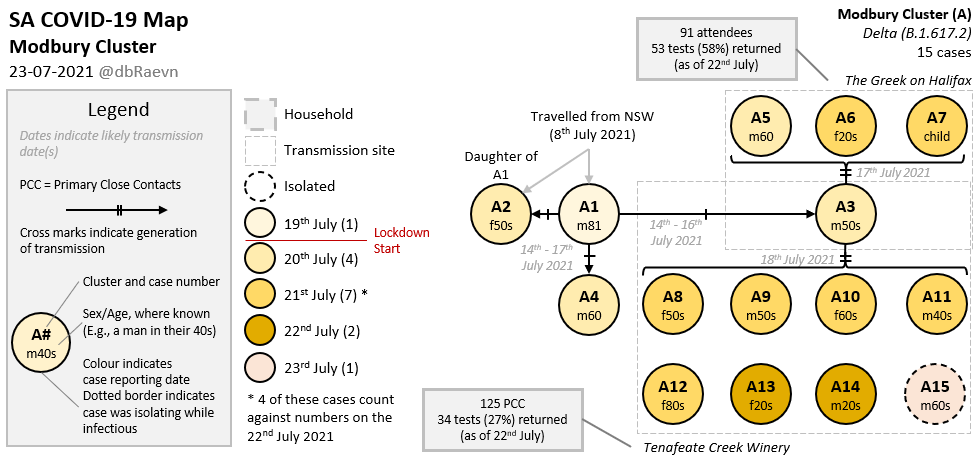 SA COVID-19 Map
Modbury Cluster
23-07-2021 @dbRaevn
Legend
Dates indicate likely transmission
date(s)
PCC = Primary Close Contacts
Cross marks indicate generation
of transmission
Cluster and case number
Sex/Age, where known
(E.g., a man in their 40s)
A#
m40s
Colour indicates
case reporting date
Dotted border indicates
case was isolating while
infectious
Household
Transmission site
Isolated
19th July (1)
Lockdown
Start
20th July (4)
21st July (7) *
22nd July (2)
23rd July (1)
* 4 of these cases count
against numbers on the
22nd July 2021
91 attendees
53 tests (58%) returned
(as of 22nd July)
Modbury Cluster (A)
Delta (B.1.617.2)
15 cases
The Greek on Halifax
A5
m60
A6
f20s
A7
child
17th July 2021
Travelled from NSW
(8th July 2021)
Daughter of
A1
A2
f50s
A1
m81
14th - 16th
July 2021
A3
m50s
14th - 17th
July 2021
A4
m60
18th July 2021
A8
f50s
A9
m50s
A10
f60s
A11
m40s
A12
f80s
A13
f20s
A14
m20s
A15
m60s
125 PCC
34 tests (27%) returned
(as of 22nd July)
Tenafeate Creek Winery